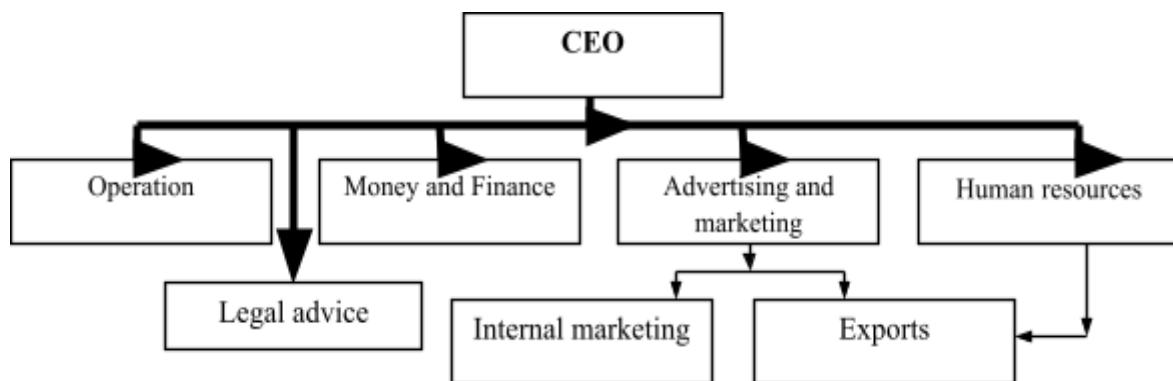 CEO
Operation
Money and Finance
Advertising and
marketing
Human resources
Legal advice
Internal marketing
Exports